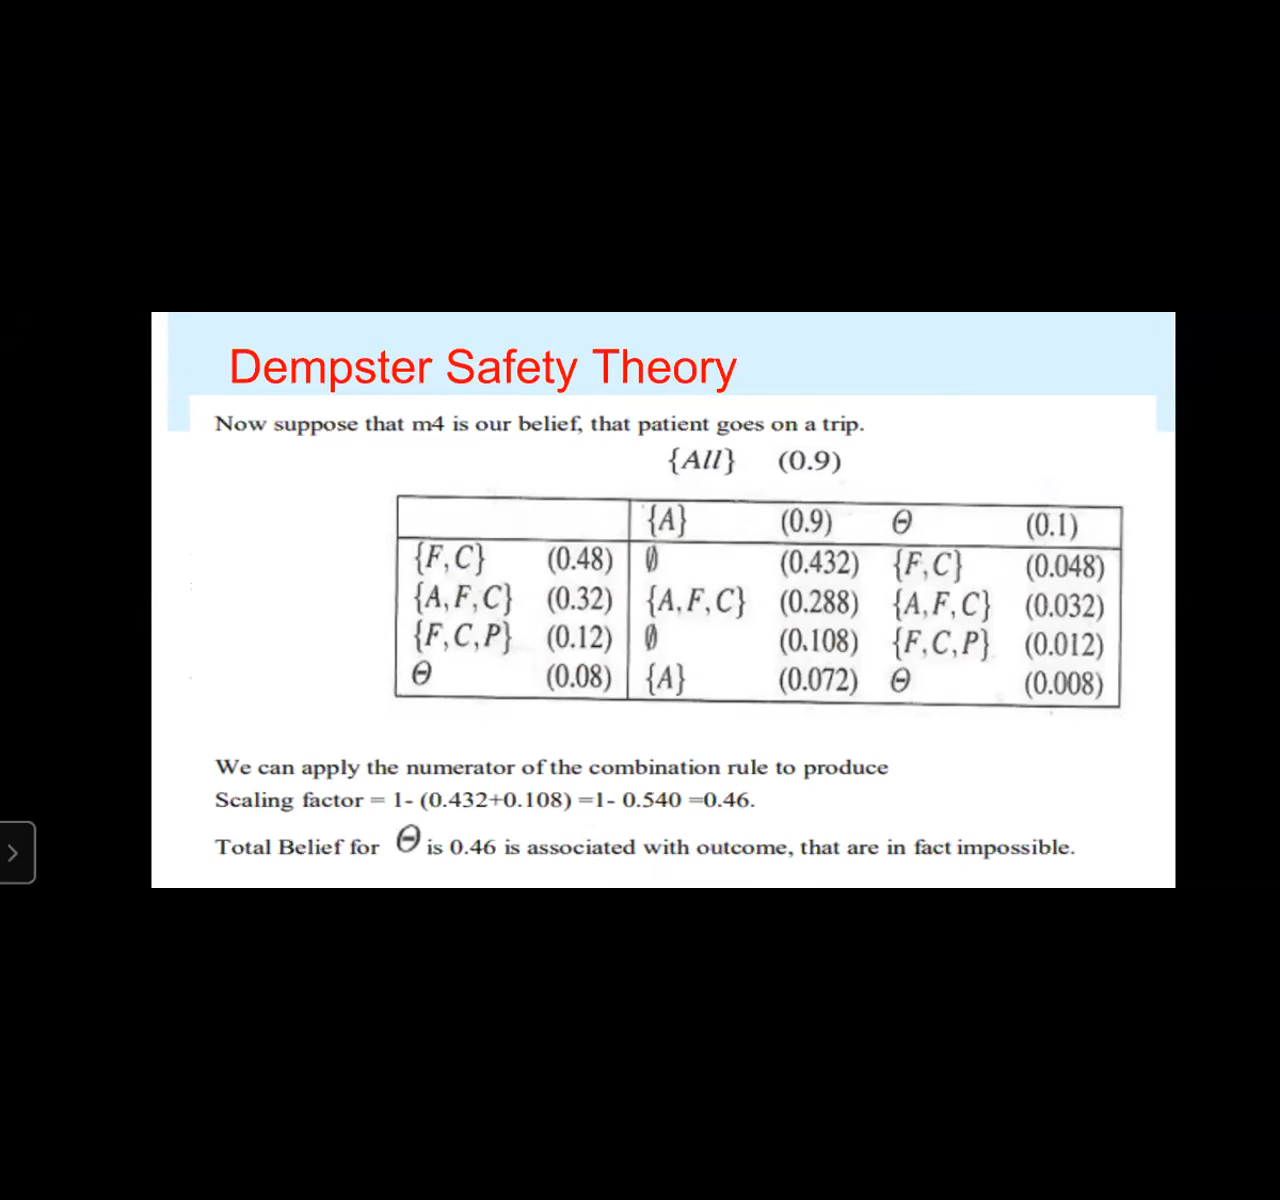 Dempster Safety Theory
Now suppose that m4 is our belief, that patient goes on a trip.
{All} (0.9)
{A} (0.9) Θ (0.1)
{F,C} (0.48) ∅ (0.432) {F,C} (0.048)
{A,F,C} (0.32) {A,F,C} (0.288) {A,F,C} (0.032)
{F,C,P} (0.12) ∅ (0.108) {F,C,P} (0.012)
Θ (0.08) {A} (0.072) Θ (0.008)
We can apply the numerator of the combination rule to produce
Scaling factor = 1- (0.432+0.108) =1- 0.540 =0.46.
Total Belief for Θ is 0.46 is associated with outcome, that are in fact impossible.